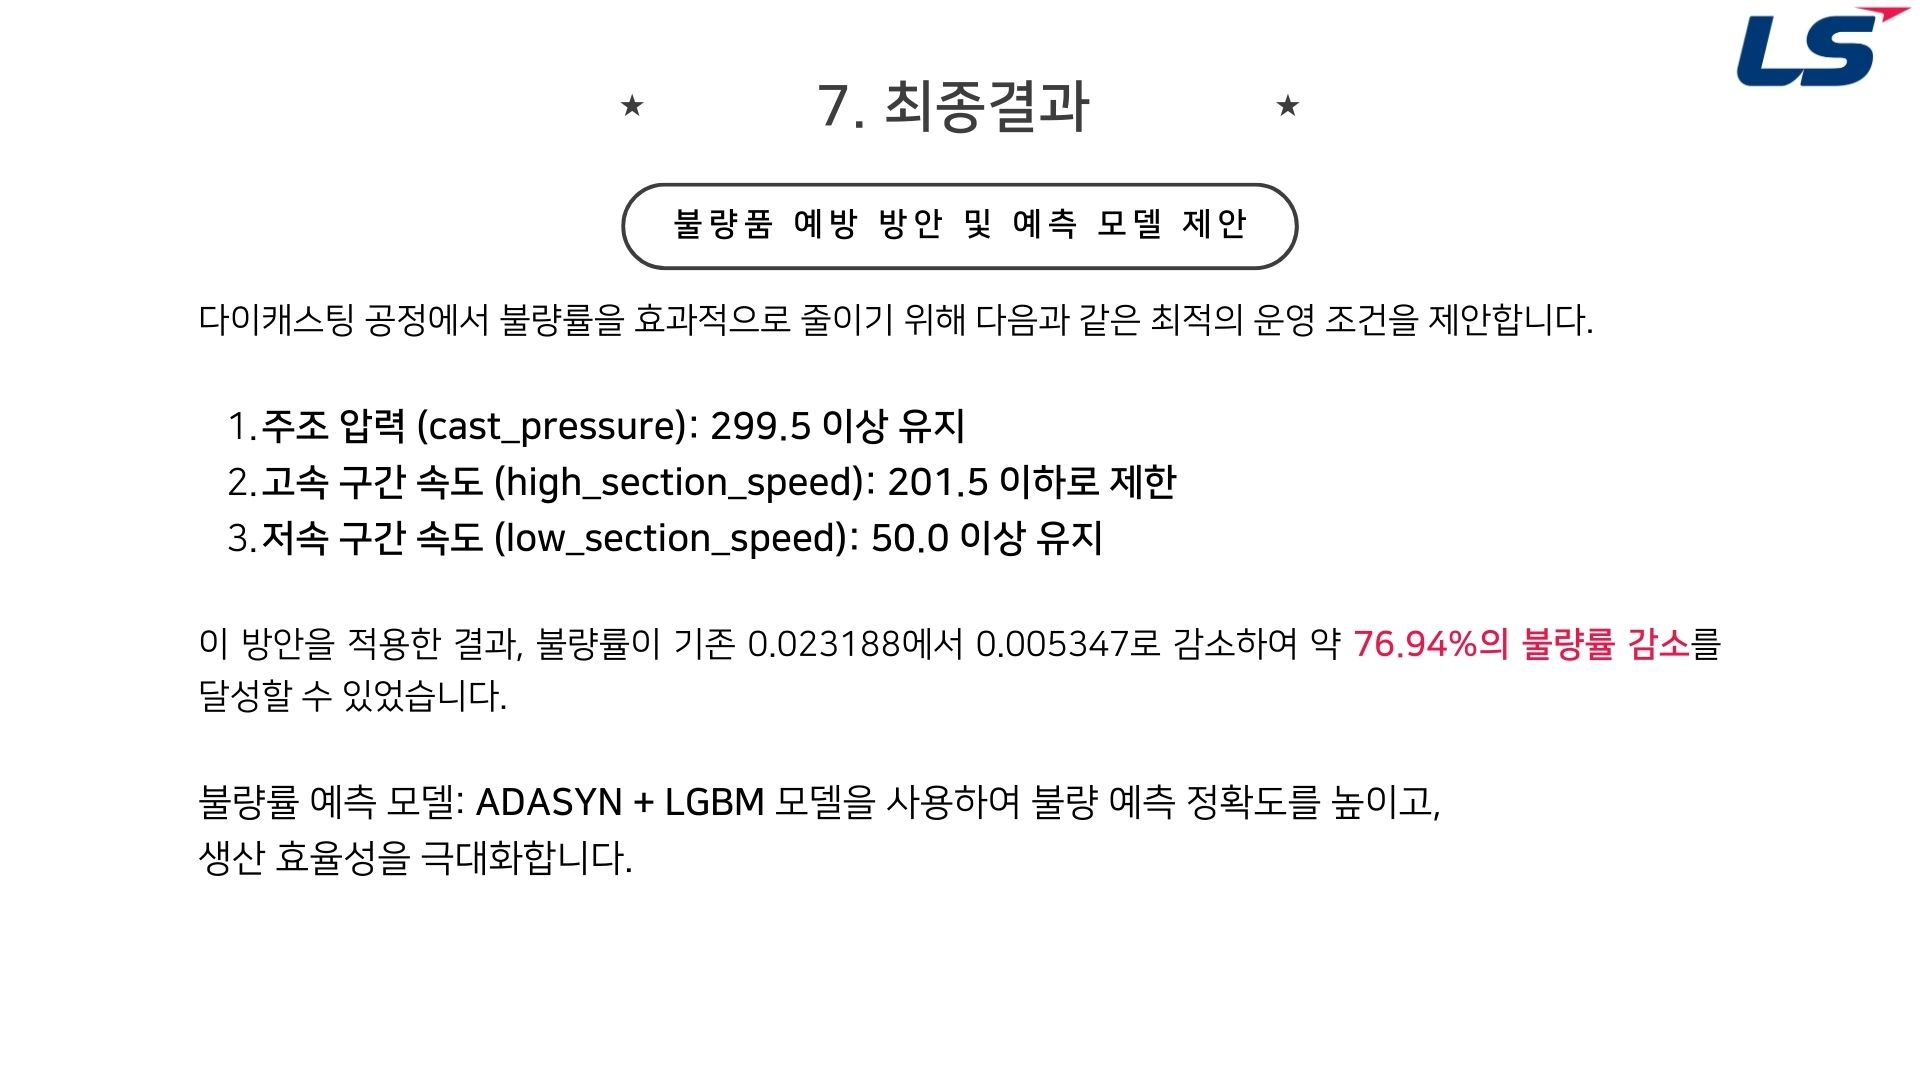 LS
★ 7. 최종결과 ★
불량품 예방 방안 및 예측 모델 제안
다이캐스팅 공정에서 불량률을 효과적으로 줄이기 위해 다음과 같은 최적의 운영 조건을 제안합니다.
1. 주조 압력 (cast_pressure): 299.5 이상 유지
2. 고속 구간 속도 (high_section_speed): 201.5 이하로 제한
3. 저속 구간 속도 (low_section_speed): 50.0 이상 유지
이 방안을 적용한 결과, 불량률이 기존 0.023188에서 0.005347로 감소하여 약 76.94%의 불량률 감소를
달성할 수 있었습니다.
불량률 예측 모델: ADASYN + LGBM 모델을 사용하여 불량 예측 정확도를 높이고,
생산 효율성을 극대화합니다.